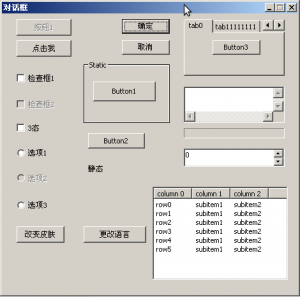 对话框
按钮1
确定
tab0 tab11111111
点击我
取消
Button3
Static
检查框1
Button1
检查框2
3态
Button2
选项1
0
静态
选项2
column 0 column 1 column 2
row0 subitem1 subitem2
row1 subitem1 subitem2
row2 subitem1 subitem2
row3 subitem1 subitem2
row4 subitem1 subitem2
row5 subitem1 subitem2
选项3
改变皮肤
更改语言